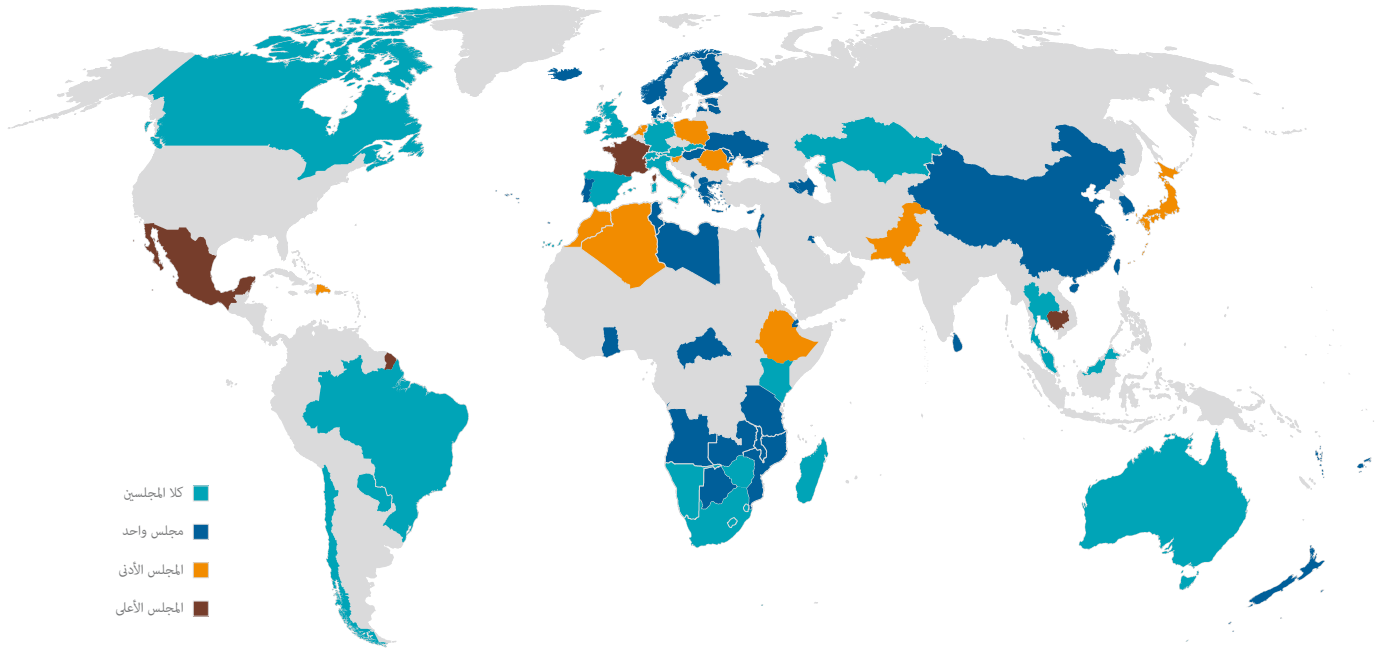 كلا المجلسين
مجلس واحد
المجلس الأدنى
المجلس الأعلى